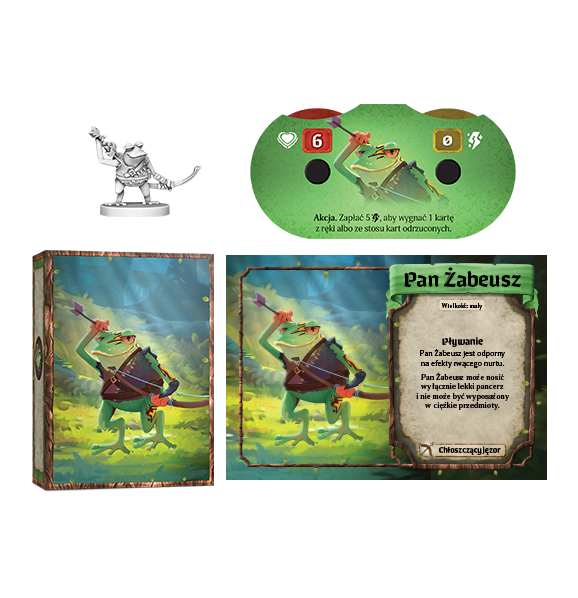 6
0
Akcja. Zapłać 5, aby wygnać 1 kartę
z ręki albo ze stosu kart odrzuconych.
Pan Żabeusz
Wielkość: mały
Pływanie
Pan Żabeusz jest odporny
na efekty rwącego nurtu.
Pan Żabeusz może nosić
wyłącznie lekki pancerz
i nie może być wyposażony
w ciężkie przedmioty.
Chłoszczący jęzor